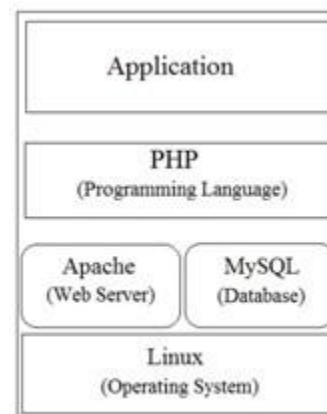 Application
PHP
(Programming Language)
Apache
(Web Server)
MySQL
(Database)
Linux
(Operating System)